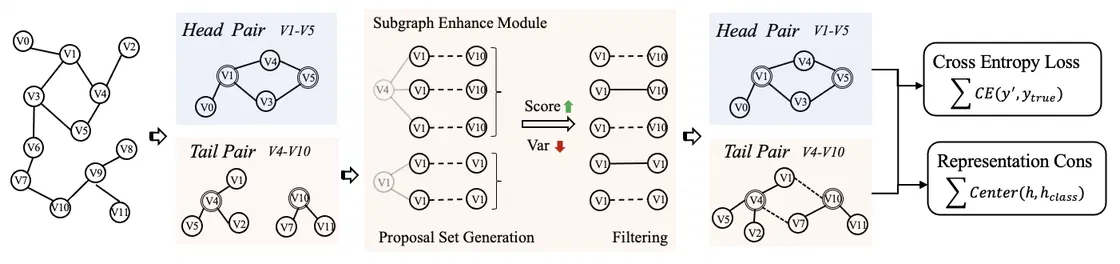 V0
V1
V2
V3
V4
V5
V6
V7
V8
V9
V10
V11
Head Pair V1-V5
V4
V1
V5
V0
V3
Tail Pair V4-V10
V1
V4
V10
V5
V2
V7
V11
Subgraph Enhance Module
V1 V10
V4
V1 V10
V1 V10
V1 V1
V1
V1 V1
Proposal Set Generation
Score
Var
V1 V10
V1 V10
V1 V10
V1 V1
V1 V1
Filtering
Head Pair V1-V5
V4
V1
V5
V0
V3
Tail Pair V4-V10
V1
V4
V10
V5
V7
V2
V11
Cross Entropy Loss
∑ CE(y′, y_true)
Representation Cons
∑ Center(h, h_class)